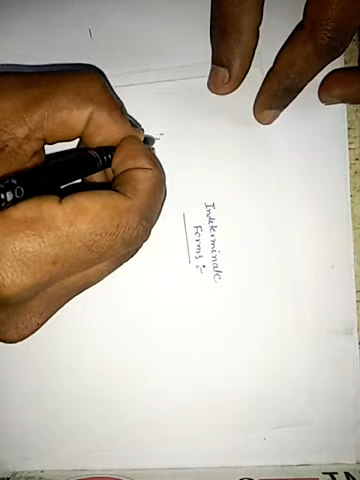 Indeterminate
Forms :-